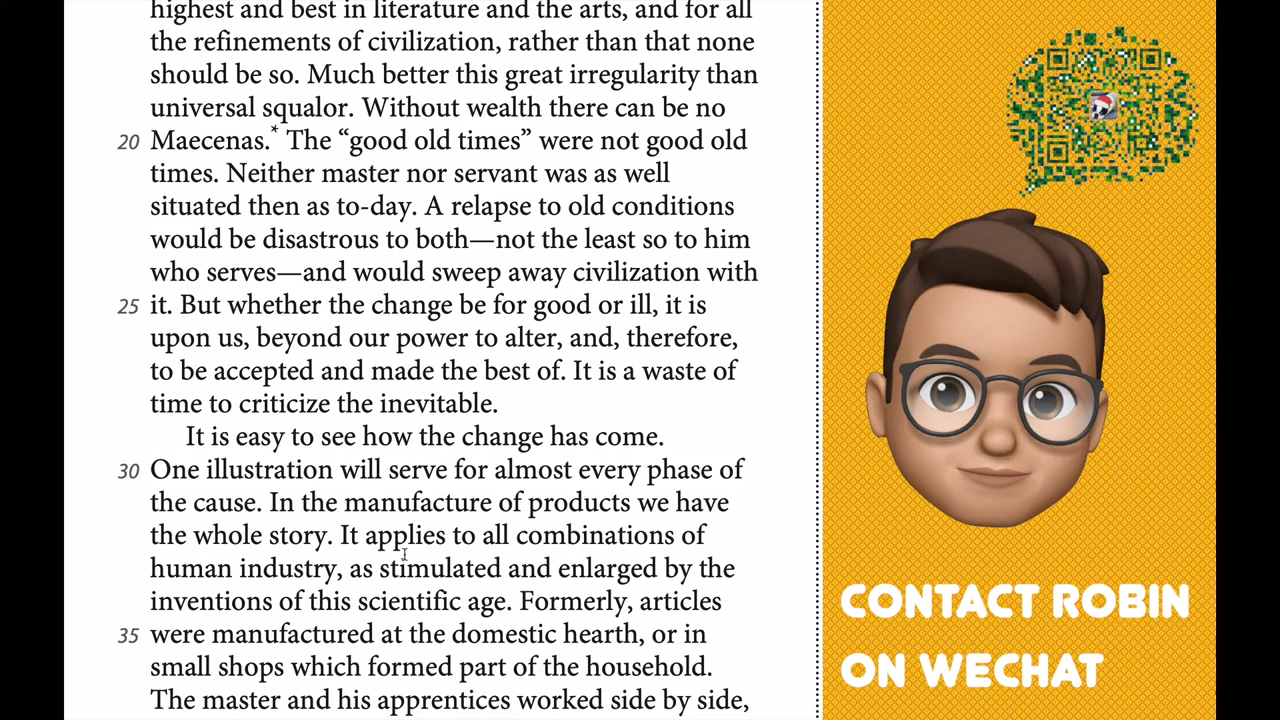 highest and best in literature and the arts, and for all
the refinements of civilization, rather than that none
should be so. Much better this great irregularity than
universal squalor. Without wealth there can be no
20 Maecenas.* The “good old times” were not good old
times. Neither master nor servant was as well
situated then as to-day. A relapse to old conditions
would be disastrous to both—not the least so to him
who serves—and would sweep away civilization with
25 it. But whether the change be for good or ill, it is
upon us, beyond our power to alter, and, therefore,
to be accepted and made the best of. It is a waste of
time to criticize the inevitable.
It is easy to see how the change has come.
30 One illustration will serve for almost every phase of
the cause. In the manufacture of products we have
the whole story. It applies to all combinations of
human industry, as stimulated and enlarged by the
inventions of this scientific age. Formerly, articles
35 were manufactured at the domestic hearth, or in
small shops which formed part of the household.
The master and his apprentices worked side by side,
CONTACT ROBIN
ON WECHAT